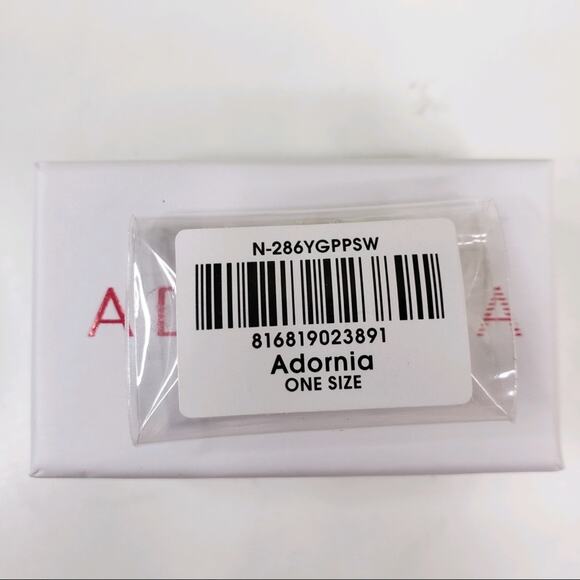 N-286YGPPSW
816819023891
Adornia
ONE SIZE